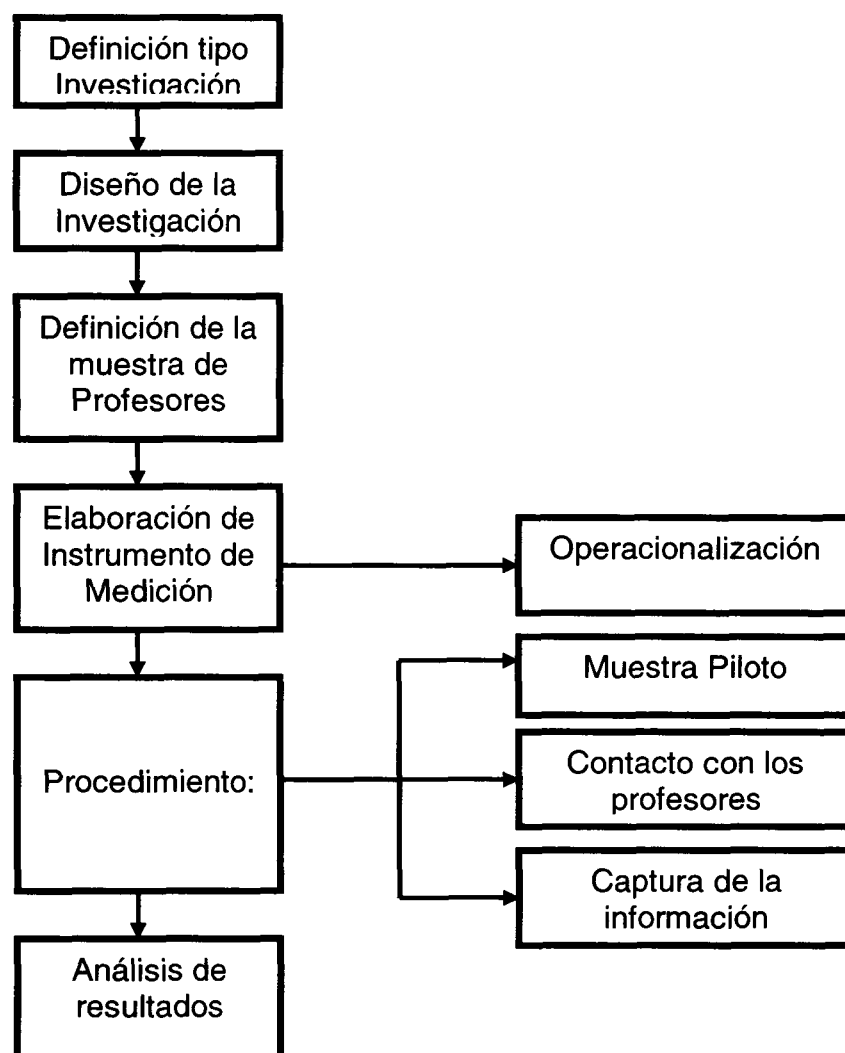 Definición tipo
Investigación
Diseño de la
Investigación
Definición de la
muestra de
Profesores
Elaboración de
Instrumento de
Medición
Operacionalización
Procedimiento:
Muestra Piloto
Contacto con los
profesores
Captura de la
información
Análisis de
resultados